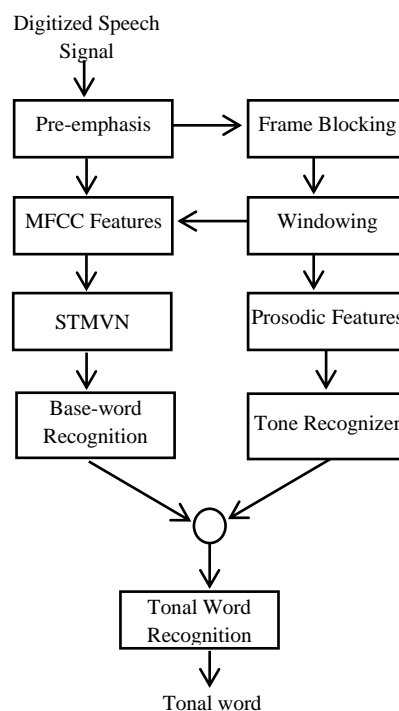 Digitized Speech
Signal
Pre-emphasis
Frame Blocking
MFCC Features
Windowing
STMVN
Prosodic Features
Base-word
Recognition
Tone Recognizer
Tonal Word
Recognition
Tonal word